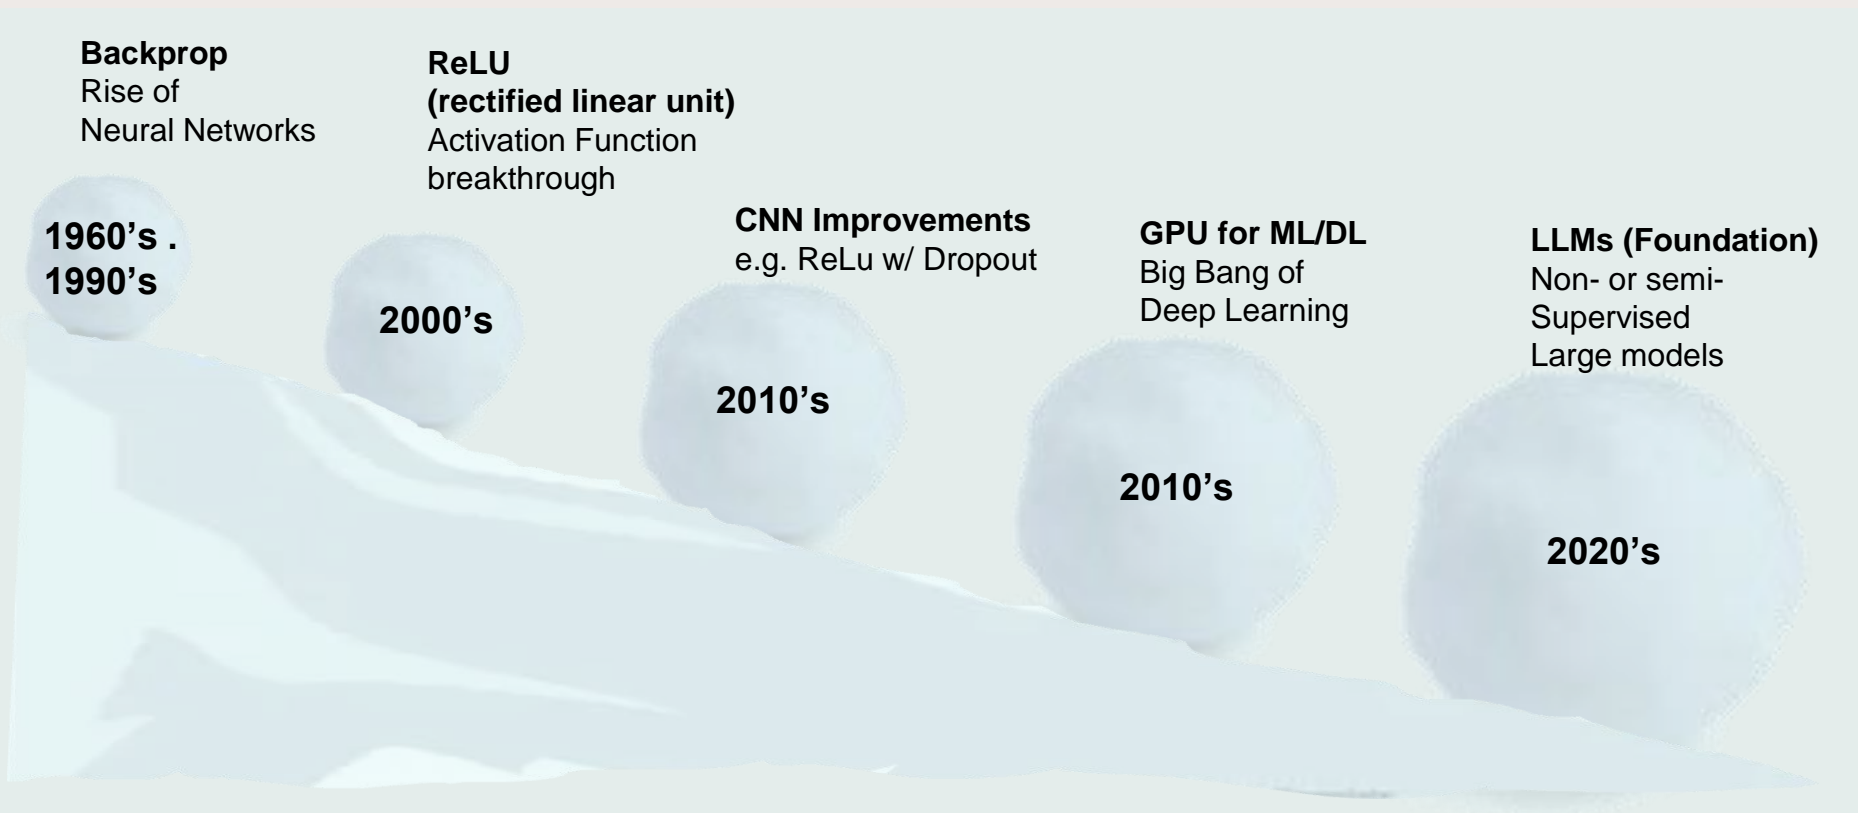 Backprop
Rise of
Neural Networks
1960's .
1990's
ReLU
(rectified linear unit)
Activation Function
breakthrough
2000's
CNN Improvements
e.g. ReLu w/ Dropout
2010's
GPU for ML/DL
Big Bang of
Deep Learning
2010's
LLMs (Foundation)
Non- or semi-
Supervised
Large models
2020's